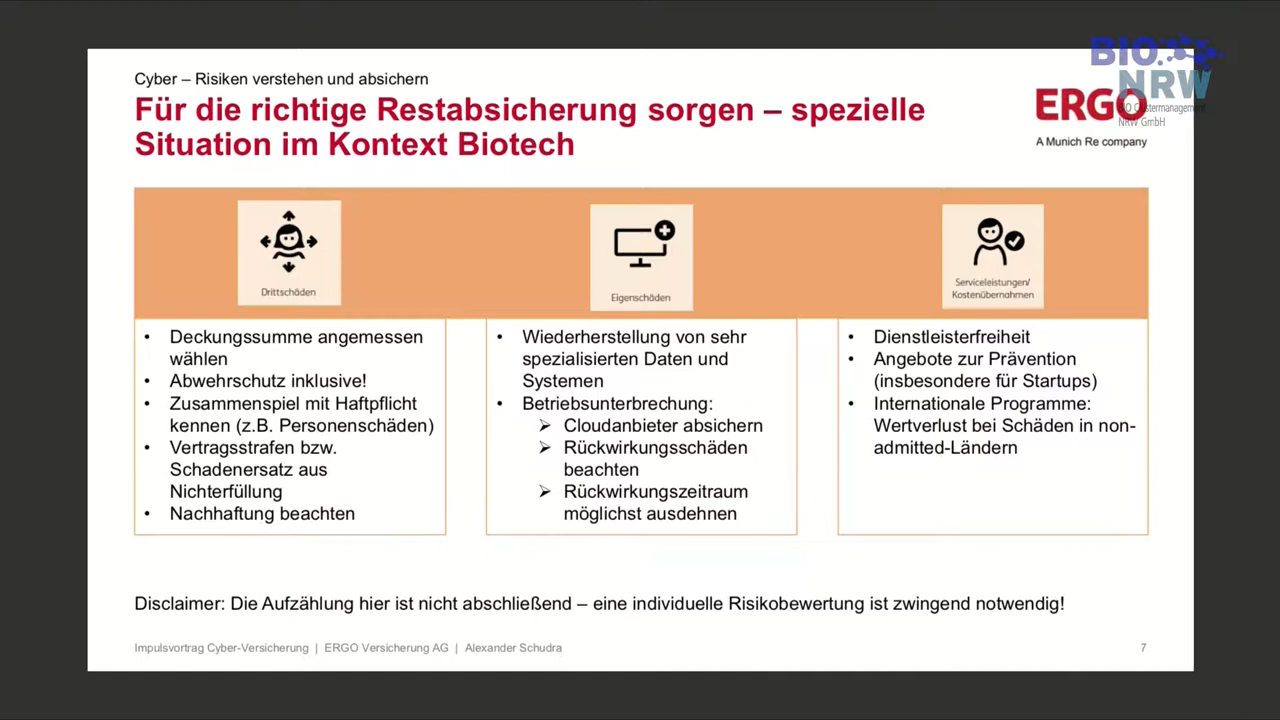 BIO.
NRW
BIO Clustermanagement
NRW GmbH
Cyber – Risiken verstehen und absichern
Für die richtige Restabsicherung sorgen – spezielle
Situation im Kontext Biotech
ERGO
A Munich Re company
Drittschäden
• Deckungssumme angemessen
wählen
• Abwehrschutz inklusive!
• Zusammenspiel mit Haftpflicht
kennen (z.B. Personenschäden)
• Vertragsstrafen bzw.
Schadenersatz aus
Nichterfüllung
• Nachhaftung beachten
Eigenschäden
• Wiederherstellung von sehr
spezialisierten Daten und
Systemen
• Betriebsunterbrechung:
➢ Cloudanbieter absichern
➢ Rückwirkungsschäden
beachten
➢ Rückwirkungszeitraum
möglichst ausdehnen
Serviceleistungen/
Kostenübernahmen
• Dienstleisterfreiheit
• Angebote zur Prävention
(insbesondere für Startups)
• Internationale Programme:
Wertverlust bei Schäden in non-
admitted-Ländern
Disclaimer: Die Aufzählung hier ist nicht abschließend – eine individuelle Risikobewertung ist zwingend notwendig!
Impulsvortrag Cyber-Versicherung | ERGO Versicherung AG | Alexander Schudra
7